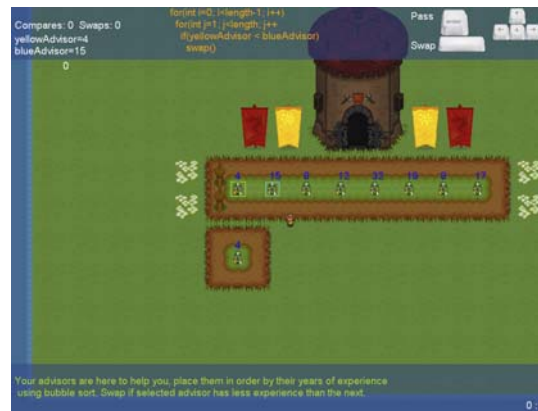 Compares: 0 Swaps: 0
yellowAdvisor=4
blueAdvisor=15
0
for(int i=0; i<length-1; i++)
for(int j=1; j<length; j++
if(yellowAdvisor < blueAdvisor)
swap()
Pass
Swap
4 15 12 33 19 17
4
Your advisors are here to help you, place them in order by their years of experience
using bubble sort. Swap if selected advisor has less experience than the next.
0 :